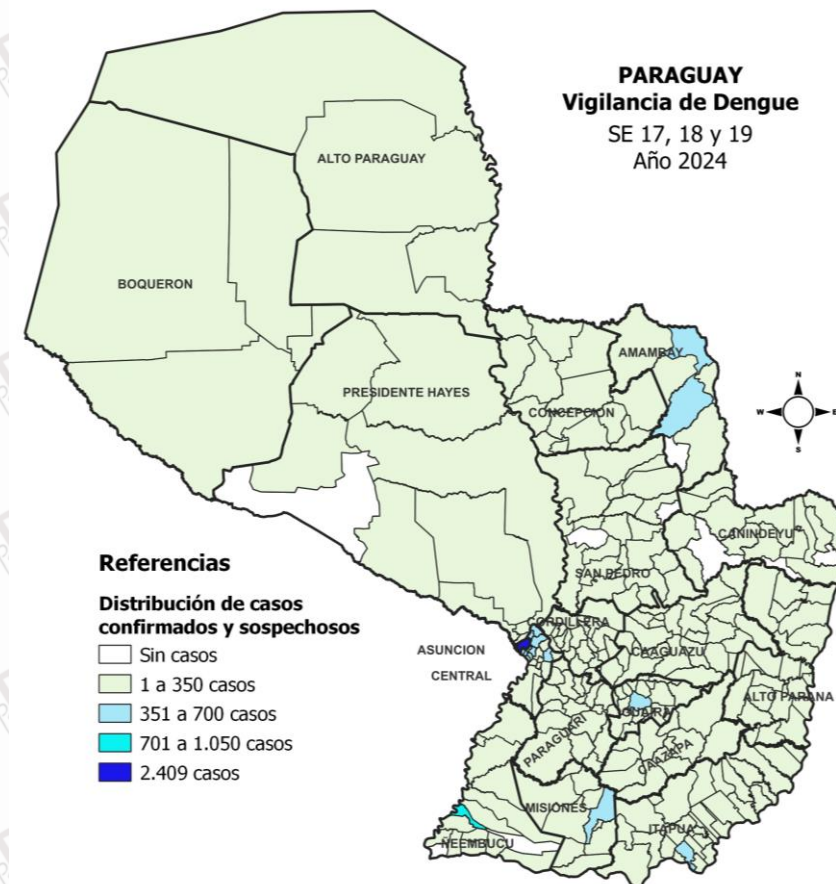 PARAGUAY
Vigilancia de Dengue
SE 17, 18 y 19
Año 2024
ALTO PARAGUAY
BOQUERON
AMAMBAY
PRESIDENTE HAYES
CONCEPCION
N
W
E
S
CANINDEYU
SAN PEDRO
Referencias
Distribución de casos
confirmados y sospechosos
Sin casos
1 a 350 casos
351 a 700 casos
701 a 1.050 casos
2.409 casos
CORDILLERA
ASUNCION
CAAGUAZU
CENTRAL
ALTO PARANA
GUAIRA
PARAGUARI
CAAZAPA
MISIONES
ITAPUA
ÑEEMBUCU